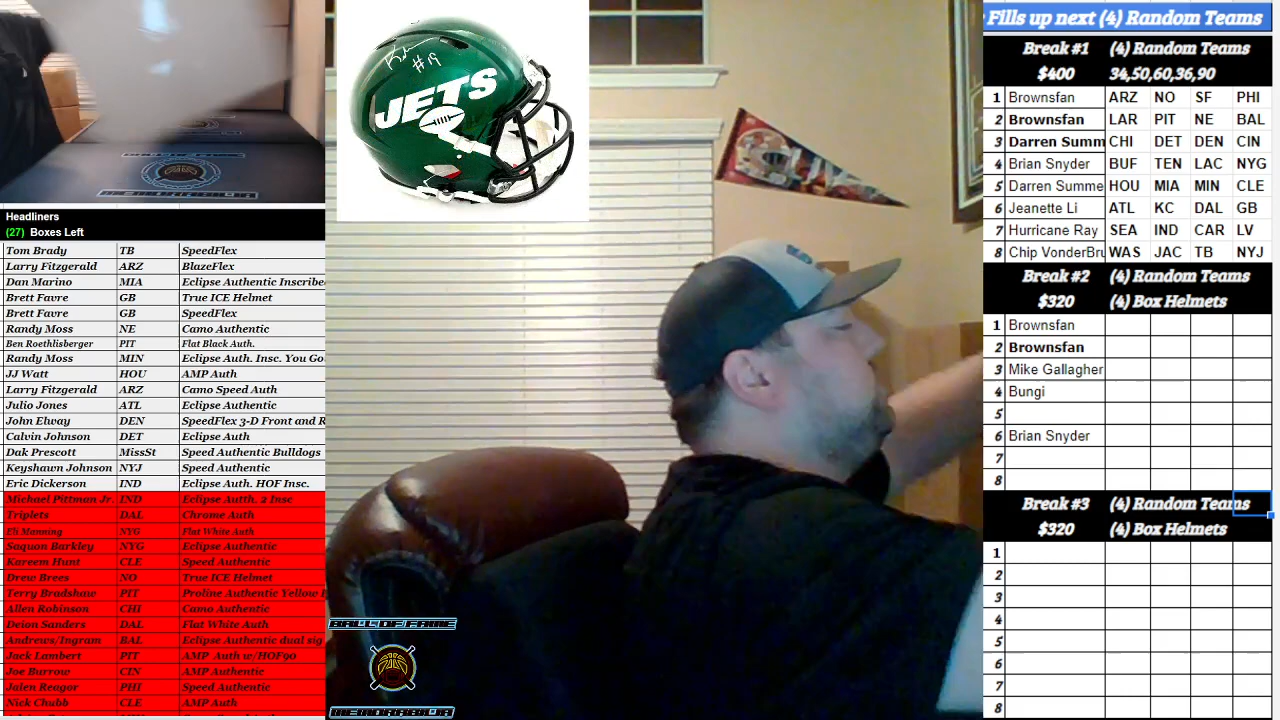 Headliners
(27) Boxes Left
Tom Brady TB SpeedFlex
Larry Fitzgerald ARZ BlazeFlex
Dan Marino MIA Eclipse Authentic Inscribe
Brett Favre GB True ICE Helmet
Brett Favre GB SpeedFlex
Randy Moss NE Camo Authentic
Ben Roethlisberger PIT Flat Black Auth.
Randy Moss MIN Eclipse Auth. Insc. You Go
JJ Watt HOU AMP Auth
Larry Fitzgerald ARZ Camo Speed Auth
Julio Jones ATL Eclipse Authentic
John Elway DEN SpeedFlex 3-D Front and R
Calvin Johnson DET Eclipse Auth
Dak Prescott MissSt Speed Authentic Bulldogs
Keyshawn Johnson NYJ Speed Authentic
Eric Dickerson IND Eclipse Auth. HOF Insc.
Michael Pittman Jr. IND Eclipse Autth. 2 Insc
Triplets DAL Chrome Auth
Eli Manning NYG Flat White Auth
Saquon Barkley NYG Eclipse Authentic
Kareem Hunt CLE Speed Authentic
Drew Brees NO True ICE Helmet
Terry Bradshaw PIT Proline Authentic Yellow
Allen Robinson CHI Camo Authentic
Deion Sanders DAL Flat White Auth
Andrews/Ingram BAL Eclipse Authentic dual sig
Jack Lambert PIT AMP Auth w/HOF90
Joe Burrow CIN AMP Authentic
Jalen Reagor PHI Speed Authentic
Nick Chubb CLE AMP Auth
#19
JETS
BALL OF FAME
MEMORABILIA
Fills up next (4) Random Teams
Break #1 (4) Random Teams
$400 34,50,60,36,90
1 Brownsfan ARZ NO SF PHI
2 Brownsfan LAR PIT NE BAL
3 Darren Summ CHI DET DEN CIN
4 Brian Snyder BUF TEN LAC NYG
5 Darren Summe HOU MIA MIN CLE
6 Jeanette Li ATL KC DAL GB
7 Hurricane Ray SEA IND CAR LV
8 Chip VonderBru WAS JAC TB NYJ
Break #2 (4) Random Teams
$320 (4) Box Helmets
1 Brownsfan
2 Brownsfan
3 Mike Gallagher
4 Bungi
5
6 Brian Snyder
7
8
Break #3 (4) Random Teams
$320 (4) Box Helmets
1
2
3
4
5
6
7
8